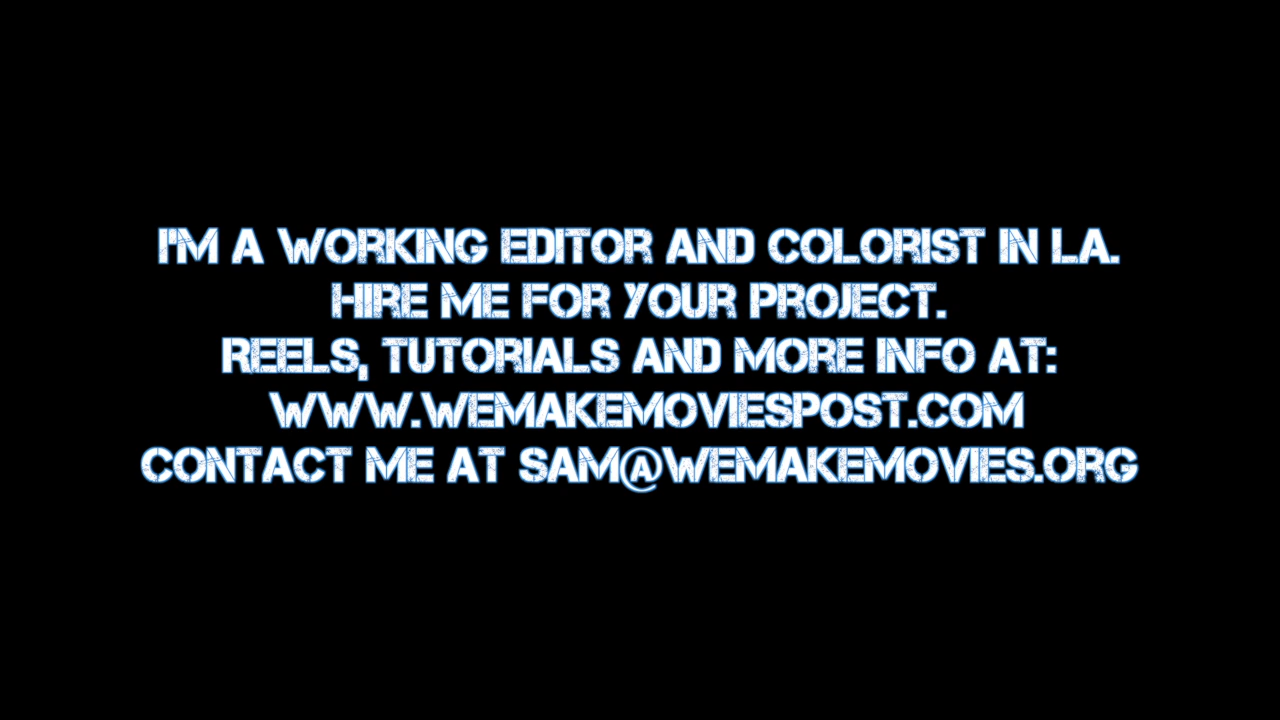 I'M A WORKING EDITOR AND COLORIST IN LA.
HIRE ME FOR YOUR PROJECT.
REELS, TUTORIALS AND MORE INFO AT:
WWW.WEMAKEMOVIESPOST.COM
CONTACT ME AT SAM@WEMAKEMOVIES.ORG